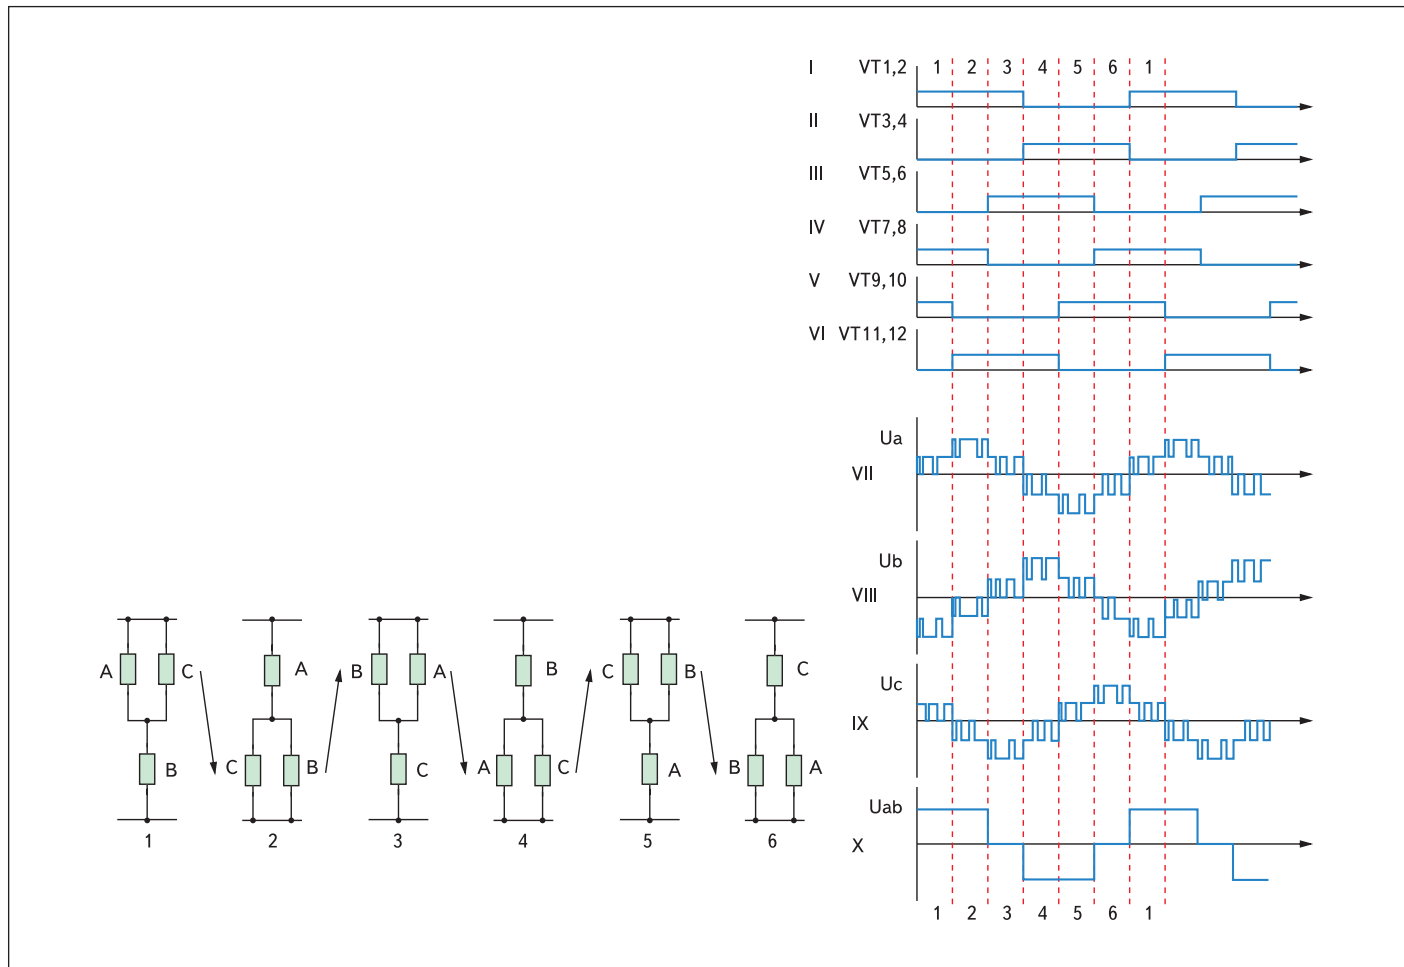 I VT1,2 1 2 3 4 5 6 1
II VT3,4
III VT5,6
IV VT7,8
V VT9,10
VI VT11,12
Ua
VII
Ub
VIII
Uc
IX
Uab
X
1 2 3 4 5 6 1
A C B 1
A C B 2
B A C 3
B A C 4
C B A 5
C B A 6